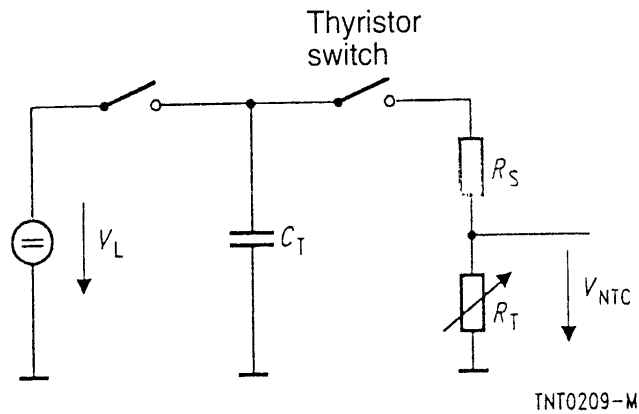 Thyristor
switch
R_S
V_L
C_T
V_NTC
R_T
TNT0209-M